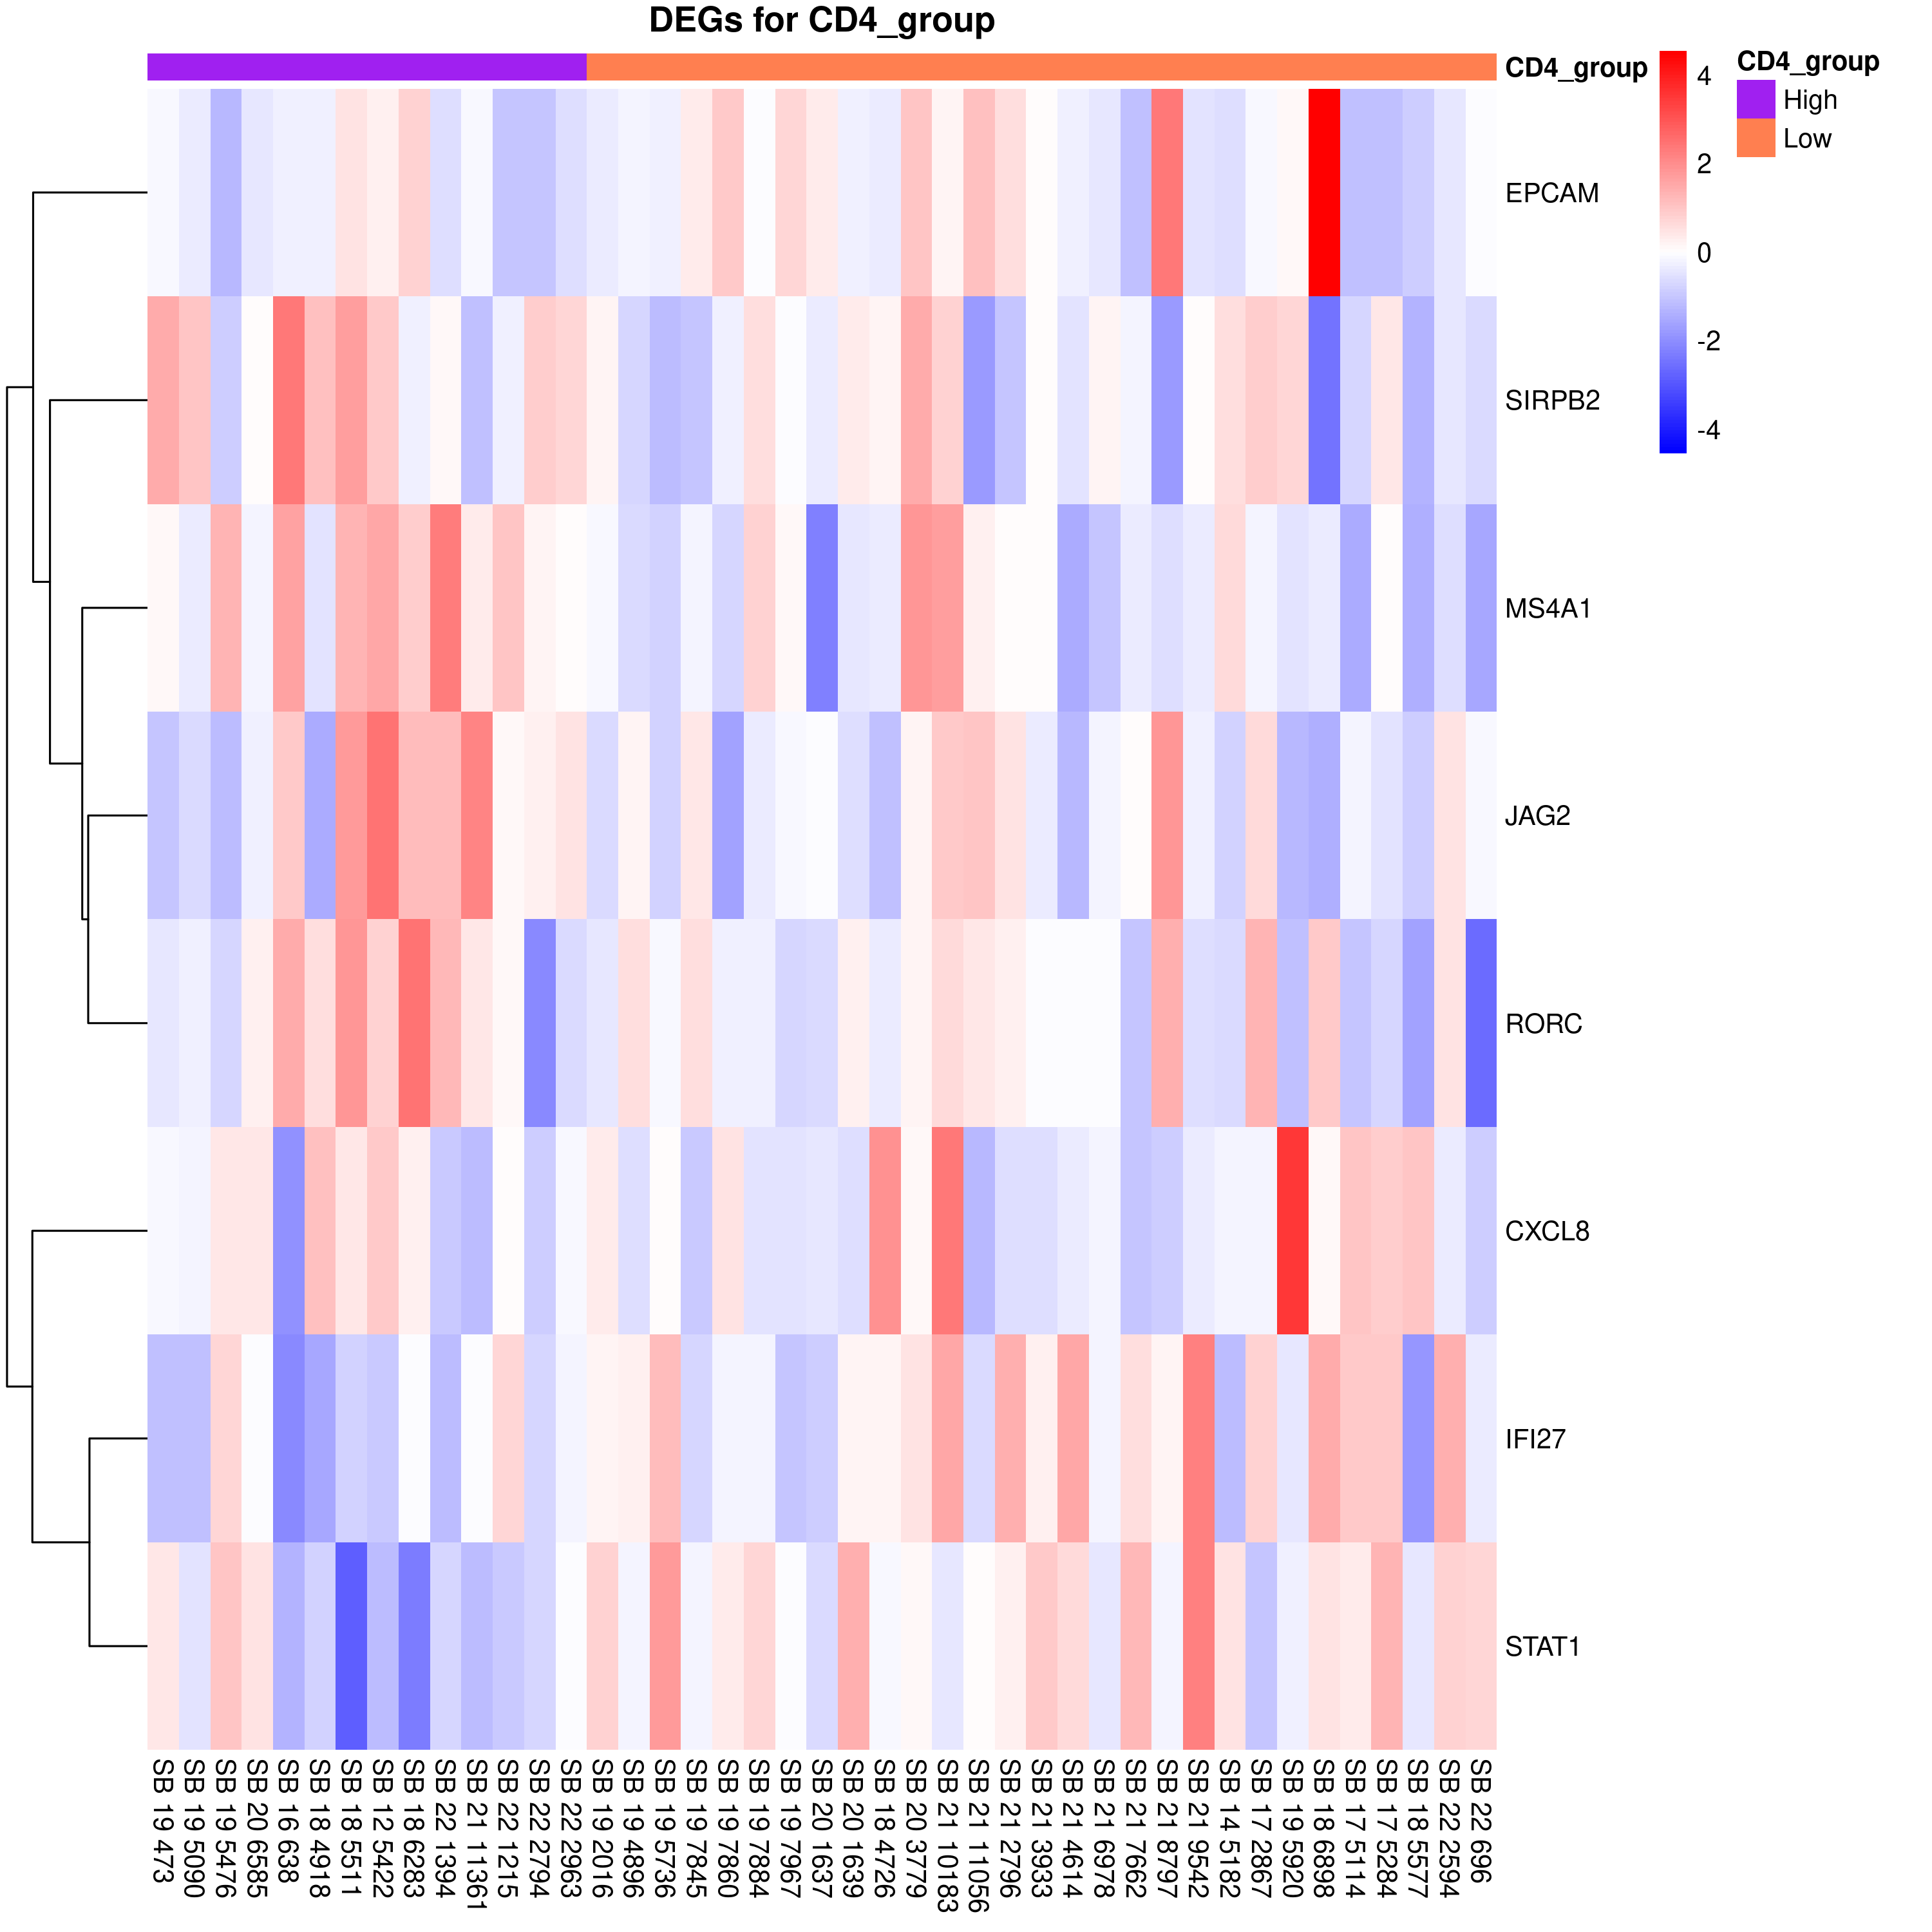 DEGs for CD4_group
CD4_group
4
2
0
-2
-4
CD4_group
High
Low
EPCAM
SIRPB2
MS4A1
JAG2
RORC
CXCL8
IFI27
STAT1
SB 19 473
SB 19 5090
SB 19 5476
SB 20 6585
SB 16 638
SB 18 4918
SB 18 5511
SB 12 5422
SB 18 6283
SB 22 1394
SB 21 11361
SB 22 1215
SB 22 2794
SB 22 2963
SB 19 2016
SB 19 4896
SB 19 5736
SB 19 7845
SB 19 7860
SB 19 7884
SB 19 7967
SB 20 1637
SB 20 1639
SB 18 4726
SB 20 3779
SB 21 10183
SB 21 11056
SB 21 2796
SB 21 3933
SB 21 4614
SB 21 6978
SB 21 7662
SB 21 8797
SB 21 9542
SB 14 5182
SB 17 2867
SB 19 5920
SB 18 6898
SB 17 5114
SB 17 5284
SB 18 5577
SB 22 2594
SB 22 696